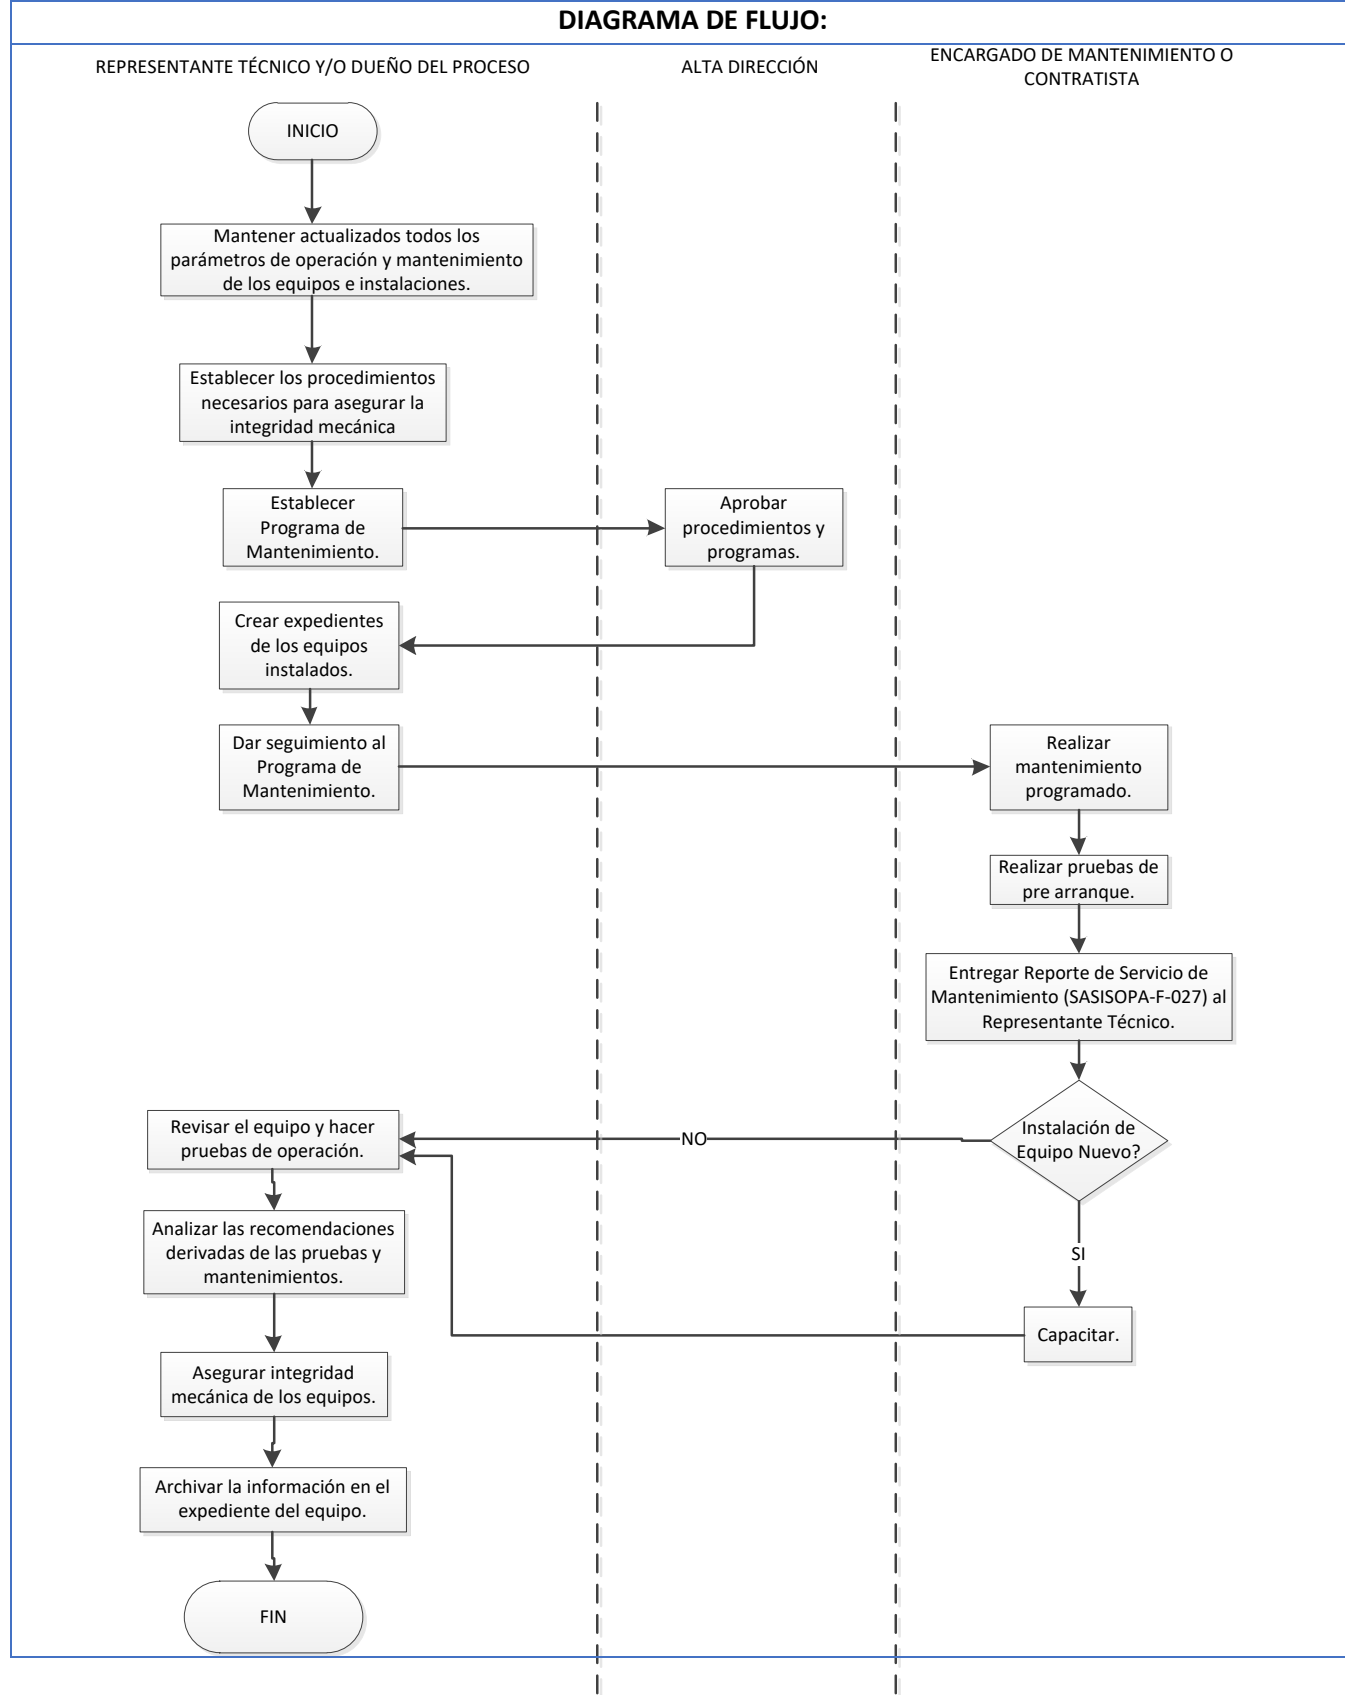 DIAGRAMA DE FLUJO:
REPRESENTANTE TÉCNICO Y/O DUEÑO DEL PROCESO
ALTA DIRECCIÓN
ENCARGADO DE MANTENIMIENTO O
CONTRATISTA
INICIO
Mantener actualizados todos los
parámetros de operación y mantenimiento
de los equipos e instalaciones.
Establecer los procedimientos
necesarios para asegurar la
integridad mecánica
Establecer
Programa de
Mantenimiento.
Aprobar
procedimientos y
programas.
Crear expedientes
de los equipos
instalados.
Dar seguimiento al
Programa de
Mantenimiento.
Realizar
mantenimiento
programado.
Realizar pruebas de
pre arranque.
Entregar Reporte de Servicio de
Mantenimiento (SASISOPA-F-027) al
Representante Técnico.
Instalación de
Equipo Nuevo?
NO
SI
Capacitar.
Revisar el equipo y hacer
pruebas de operación.
Analizar las recomendaciones
derivadas de las pruebas y
mantenimientos.
Asegurar integridad
mecánica de los equipos.
Archivar la información en el
expediente del equipo.
FIN